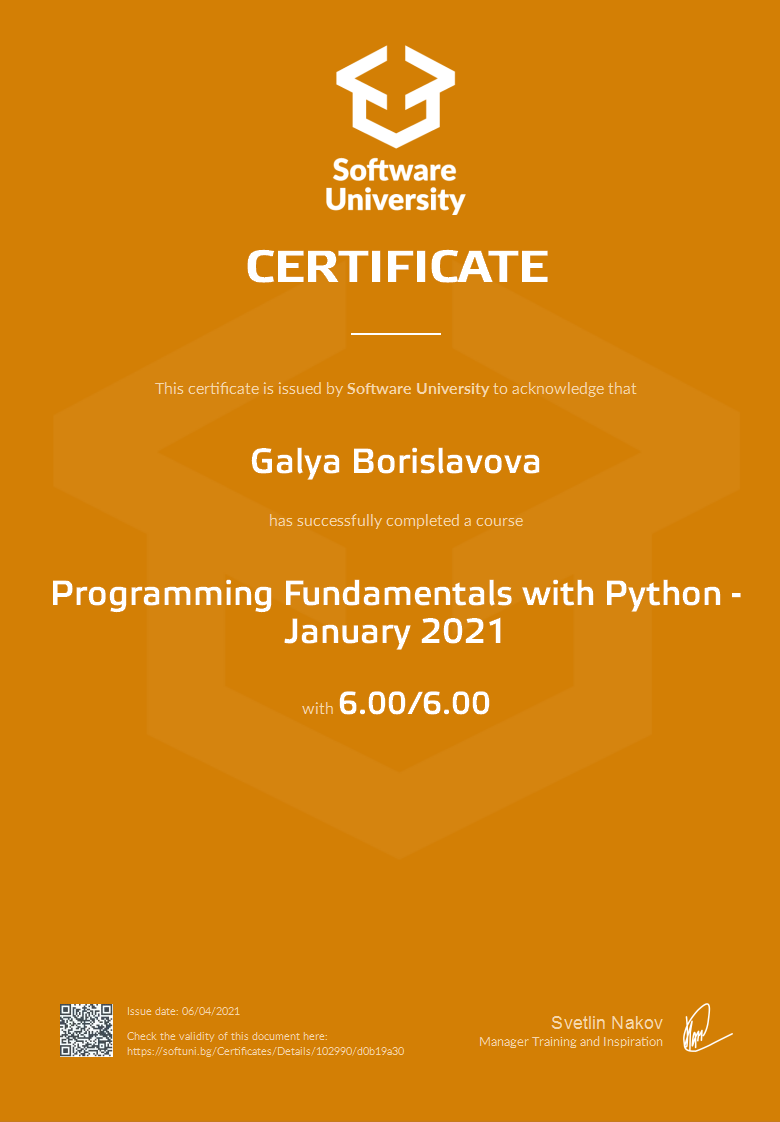 Software
University
CERTIFICATE
This certificate is issued by Software University to acknowledge that
Galya Borislavova
has successfully completed a course
Programming Fundamentals with Python -
January 2021
with 6.00/6.00
Issue date: 06/04/2021
Check the validity of this document here:
https://softuni.bg/Certificates/Details/102990/d0b19a30
Svetlin Nakov
Manager Training and Inspiration